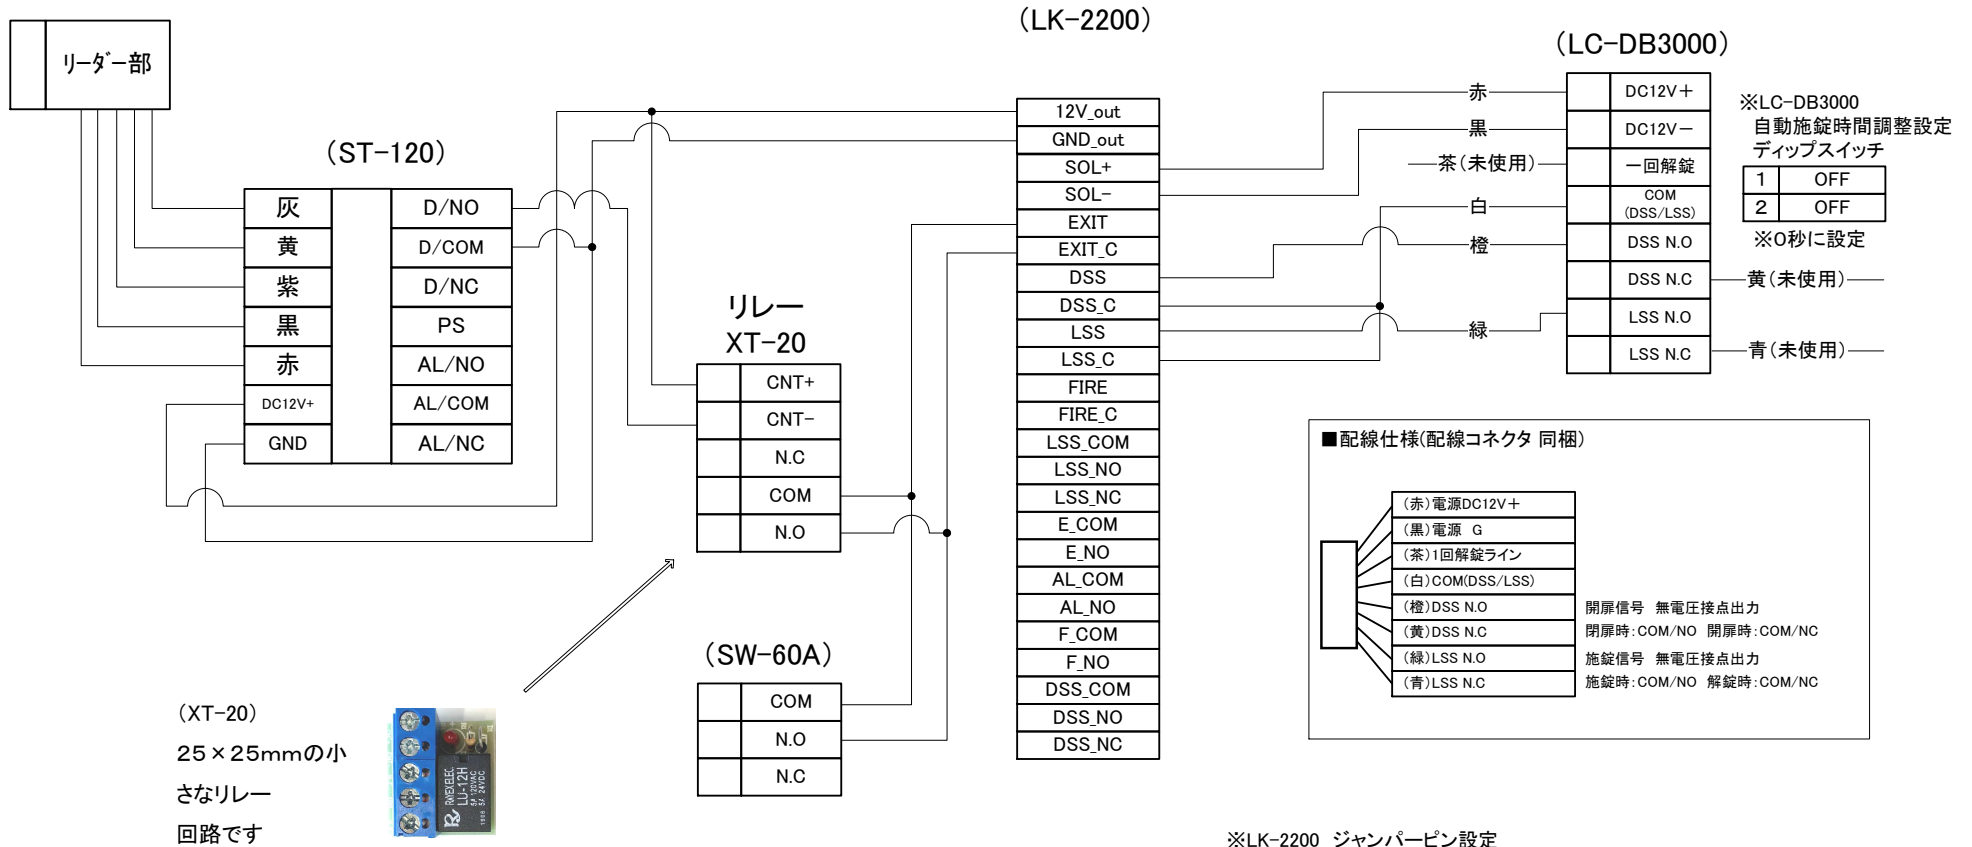 (LK-2200)
(LC-DB3000)
リーダー部
(ST-120)
灰
黄
紫
黒
赤
DC12V+
GND
D/NO
D/COM
D/NC
PS
AL/NO
AL/COM
AL/NC
リレー
XT-20
CNT+
CNT-
N.C
COM
N.O
(SW-60A)
COM
N.O
N.C
12V_out
GND_out
SOL+
SOL-
EXIT
EXIT_C
DSS
DSS_C
LSS
LSS_C
FIRE
FIRE_C
LSS_COM
LSS_NO
LSS_NC
E_COM
E_NO
AL_COM
AL_NO
F_COM
F_NO
DSS_COM
DSS_NO
DSS_NC
赤
黒
茶(未使用)
白
橙
緑
DC12V+
DC12V-
一回解錠
COM
(DSS/LSS)
DSS N.O
DSS N.C
LSS N.O
LSS N.C
黄(未使用)
青(未使用)
※LC-DB3000
自動施錠時間調整設定
ディップスイッチ
1 OFF
2 OFF
※0秒に設定
■配線仕様(配線コネクタ 同梱)
(赤)電源DC12V+
(黒)電源 G
(茶)1回解錠ライン
(白)COM(DSS/LSS)
(橙)DSS N.O 開扉信号 無電圧接点出力
(黄)DSS N.C 閉扉時:COM/NO 開扉時:COM/NC
(緑)LSS N.O 施錠信号 無電圧接点出力
(青)LSS N.C 施錠時:COM/NO 解錠時:COM/NC
(XT-20)
25×25mmの小
さなリレー
回路です
RAYEX ELEC
LU-12H
5A 120VAC
5A 24VDC
※LK-2200 ジャンパーピン設定